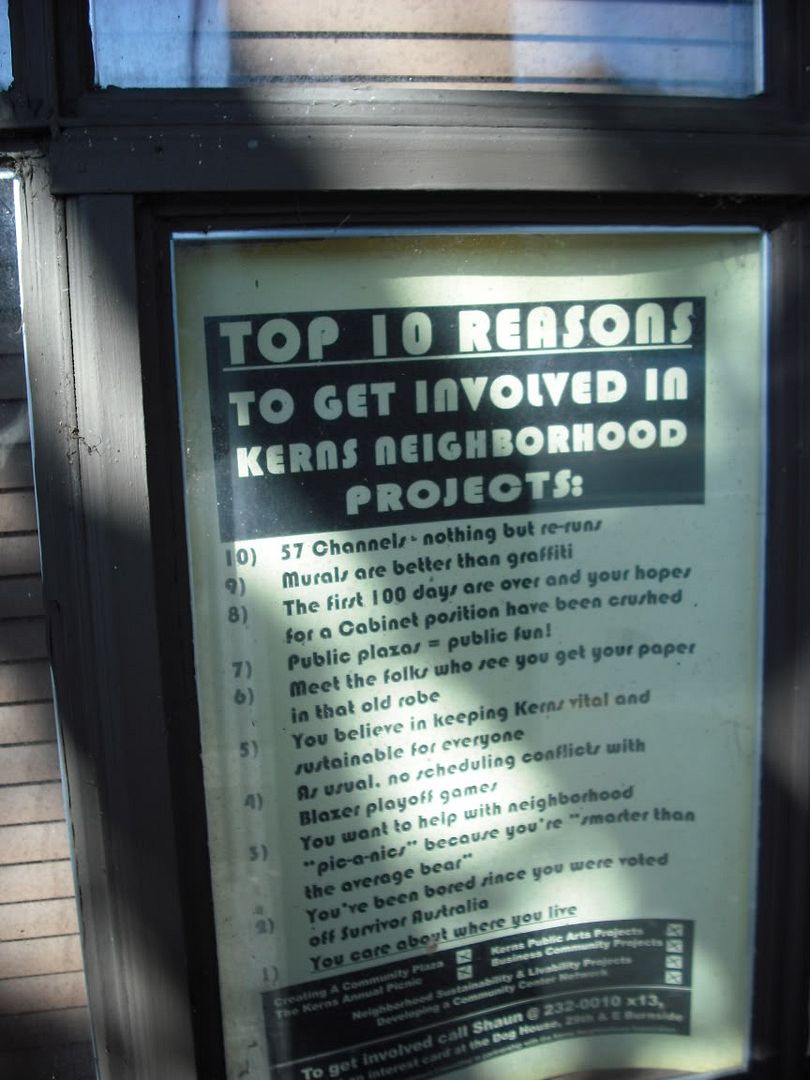 TOP 10 REASONS
TO GET INVOLVED IN
KERNS NEIGHBORHOOD
PROJECTS:
10) 57 Channels - nothing but re-runs
9) Murals are better than graffiti
8) The first 100 days are over and your hopes
for a Cabinet position have been crushed
7) Public plazas = public fun!
6) Meet the folks who see you get your paper
in that old robe
5) You believe in keeping Kerns vital and
sustainable for everyone
4) As usual, no scheduling conflicts with
Blazer playoff games
3) You want to help with neighborhood
"pic-a-nics" because you're "smarter than
the average bear"
2) You've been bored since you were voted
off Survivor Australia
1) You care about where you live
Creating A Community Plaza Kerns Public Arts Projects
The Kerns Annual Picnic Business Community Projects
Neighborhood Sustainability & Livability Projects
Developing a Community Center Network
To get involved call Shaun @ 232-0010 x13,
an interest card at the Dog House, 28th & E Burnside